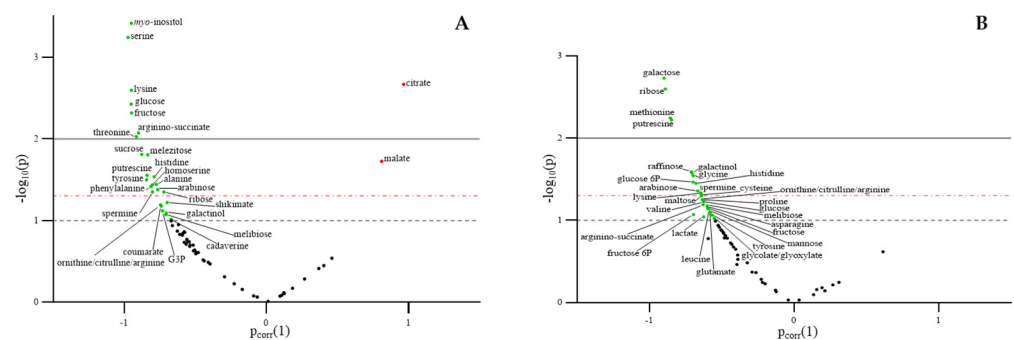 A
myo-inositol
serine
lysine
glucose
fructose
citrate
arginino-succinate
threonine
sucrose
melezitose
malate
histidine
putrescine
homoserine
tyrosine
alanine
phenylalanine
arabinose
ribose
shikimate
spermine
galactinol
melibiose
cadaverine
coumarate
G3P
ornithine/citrulline/arginine
3
2
1
0
-log10(p)
-1
0
1
pcorr(1)
B
galactose
ribose
methionine
putrescine
raffinose
galactinol
glycine
histidine
glucose 6P
arabinose
spermine
cysteine
ornithine/citrulline/arginine
lysine
maltose
proline
valine
glucose
melibiose
asparagine
fructose
arginino-succinate
lactate
mannose
tyrosine
fructose 6P
glycolate/glyoxylate
leucine
glutamate
3
2
1
0
-log10(p)
-1
0
1
pcorr(1)